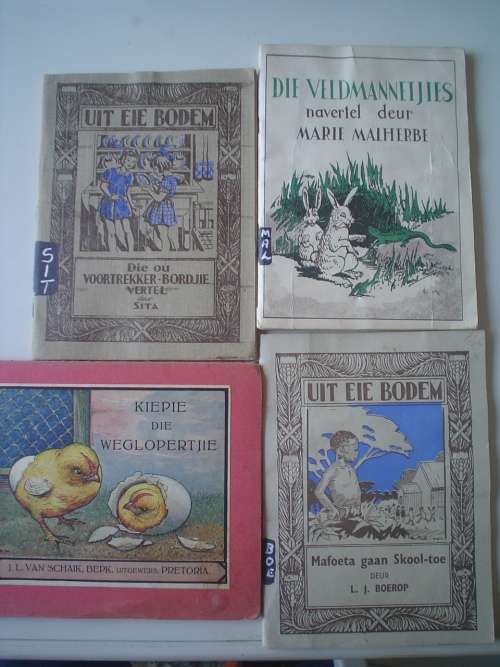 UIT EIE BODEM
Die oú
VOORTREKKER-BORDJIE
VERTEL
deur
SITA
SIT
DIE VELDMANNETJIES
navertel deur
MARIE MALHERBE
MAL
KIEPIE
DIE
WEGLOPERTJIE
J. L. VAN SCHAIK, BEPK. UITGEWERS, PRETORIA.
UIT EIE BODEM
Mafoeta gaan Skool-toe
DEUR
L. J. BOEROP
BOE